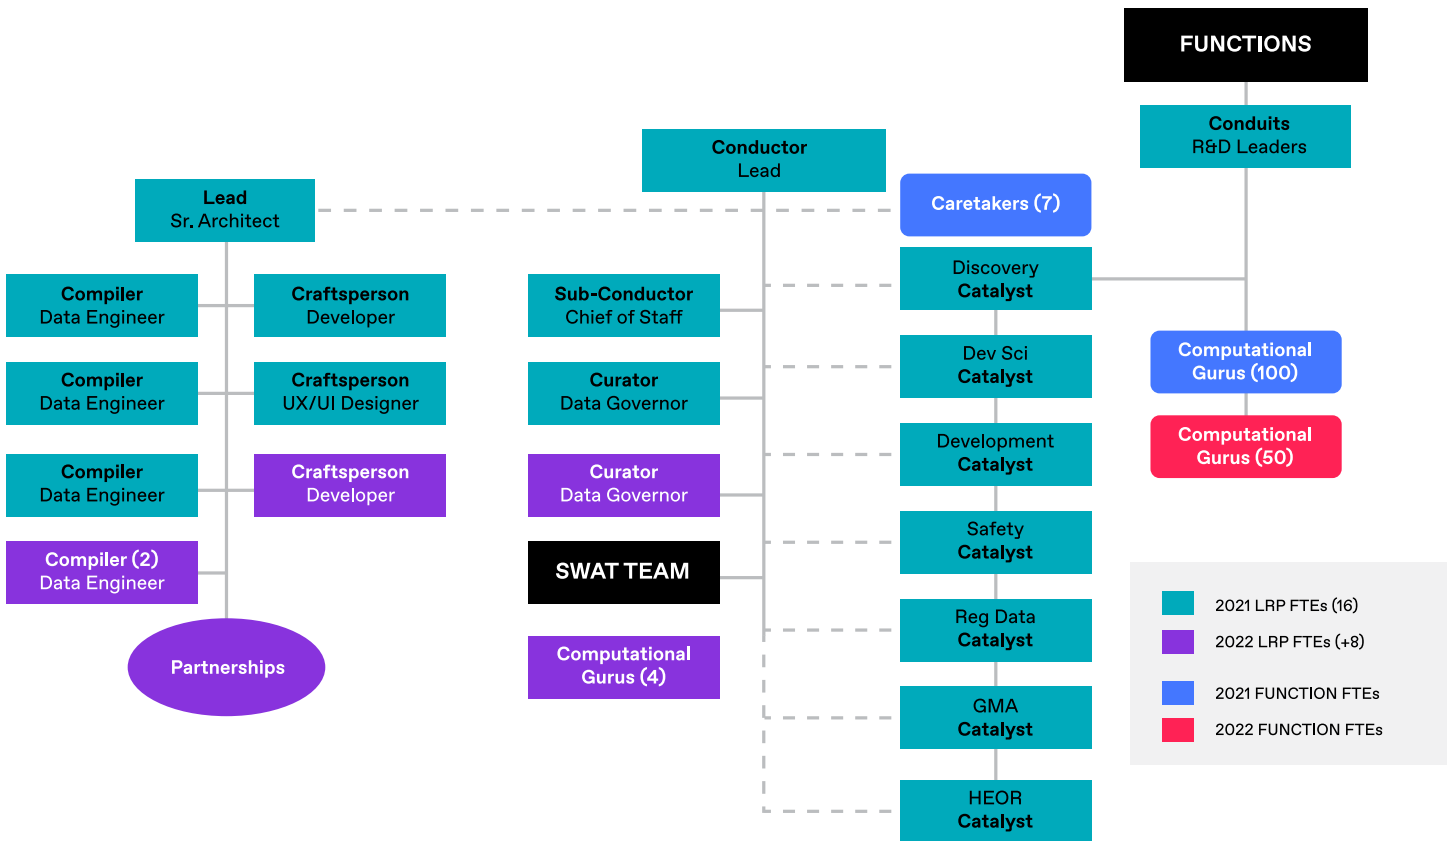 FUNCTIONS
Conduits
R&D Leaders
Conductor
Lead
Lead
Sr. Architect
Caretakers (7)
Compiler
Data Engineer
Craftsperson
Developer
Sub-Conductor
Chief of Staff
Discovery
Catalyst
Compiler
Data Engineer
Craftsperson
UX/UI Designer
Curator
Data Governor
Dev Sci
Catalyst
Computational
Gurus (100)
Compiler
Data Engineer
Craftsperson
Developer
Curator
Data Governor
Development
Catalyst
Computational
Gurus (50)
Compiler (2)
Data Engineer
SWAT TEAM
Safety
Catalyst
Partnerships
Computational
Gurus (4)
Reg Data
Catalyst
GMA
Catalyst
HEOR
Catalyst
2021 LRP FTEs (16)
2022 LRP FTEs (+8)
2021 FUNCTION FTEs
2022 FUNCTION FTEs